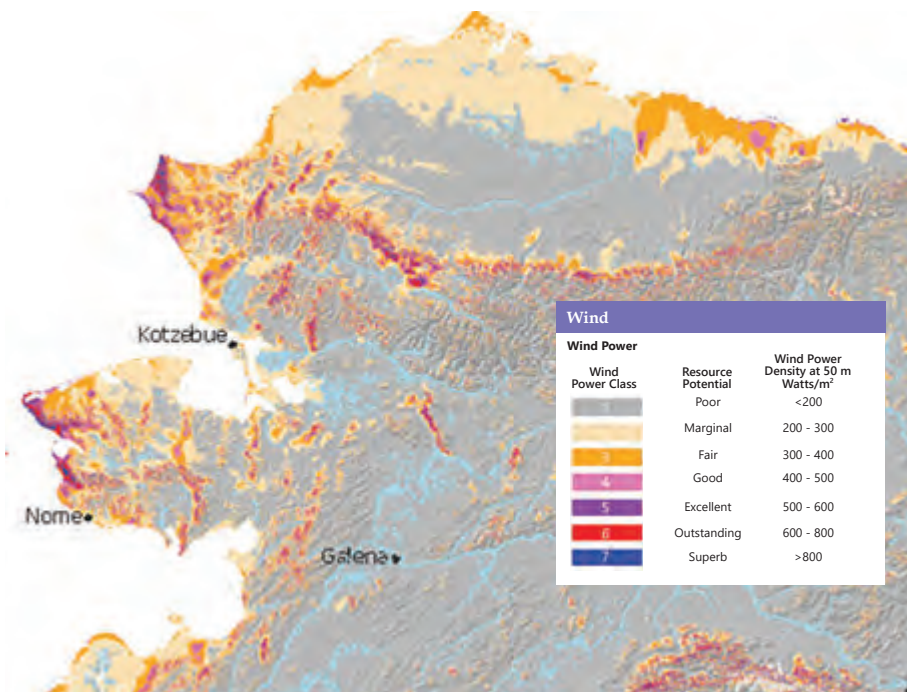 Kotzebue
Nome
Galena
Wind
Wind Power
Wind
Power Class
Resource
Potential
Wind Power
Density at 50 m
Watts/m²
1 Poor <200
Marginal 200 - 300
3 Fair 300 - 400
4 Good 400 - 500
5 Excellent 500 - 600
6 Outstanding 600 - 800
7 Superb >800